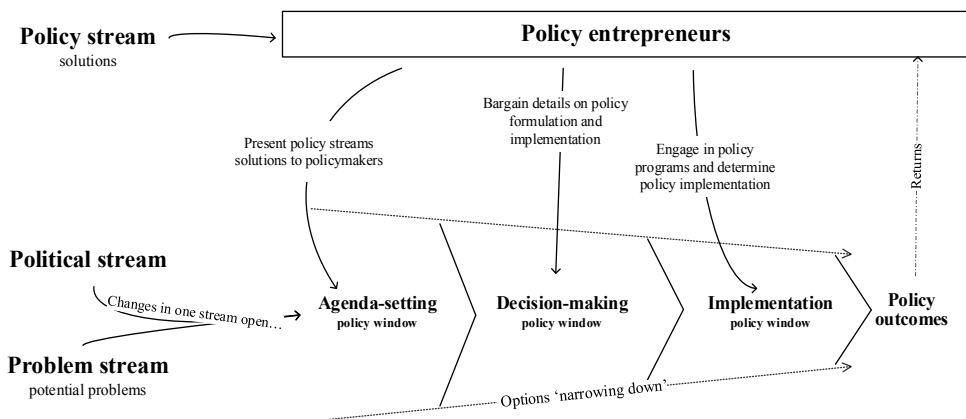 Policy stream
solutions
Policy entrepreneurs
Present policy streams
solutions to policymakers
Bargain details on policy
formulation and
implementation
Engage in policy
programs and determine
policy implementation
Returns
Political stream
Changes in one stream open…
Problem stream
potential problems
Agenda-setting
policy window
Decision-making
policy window
Implementation
policy window
Policy
outcomes
Options ‘narrowing down’